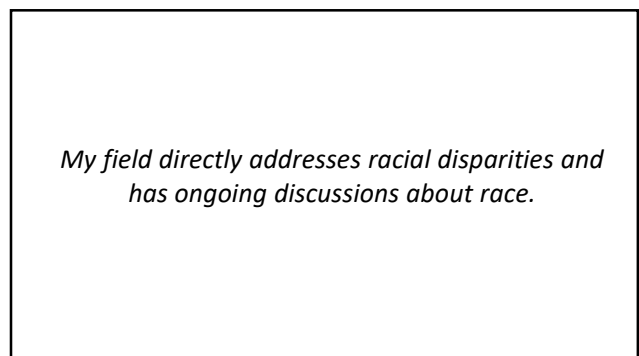 My field directly addresses racial disparities and
has ongoing discussions about race.